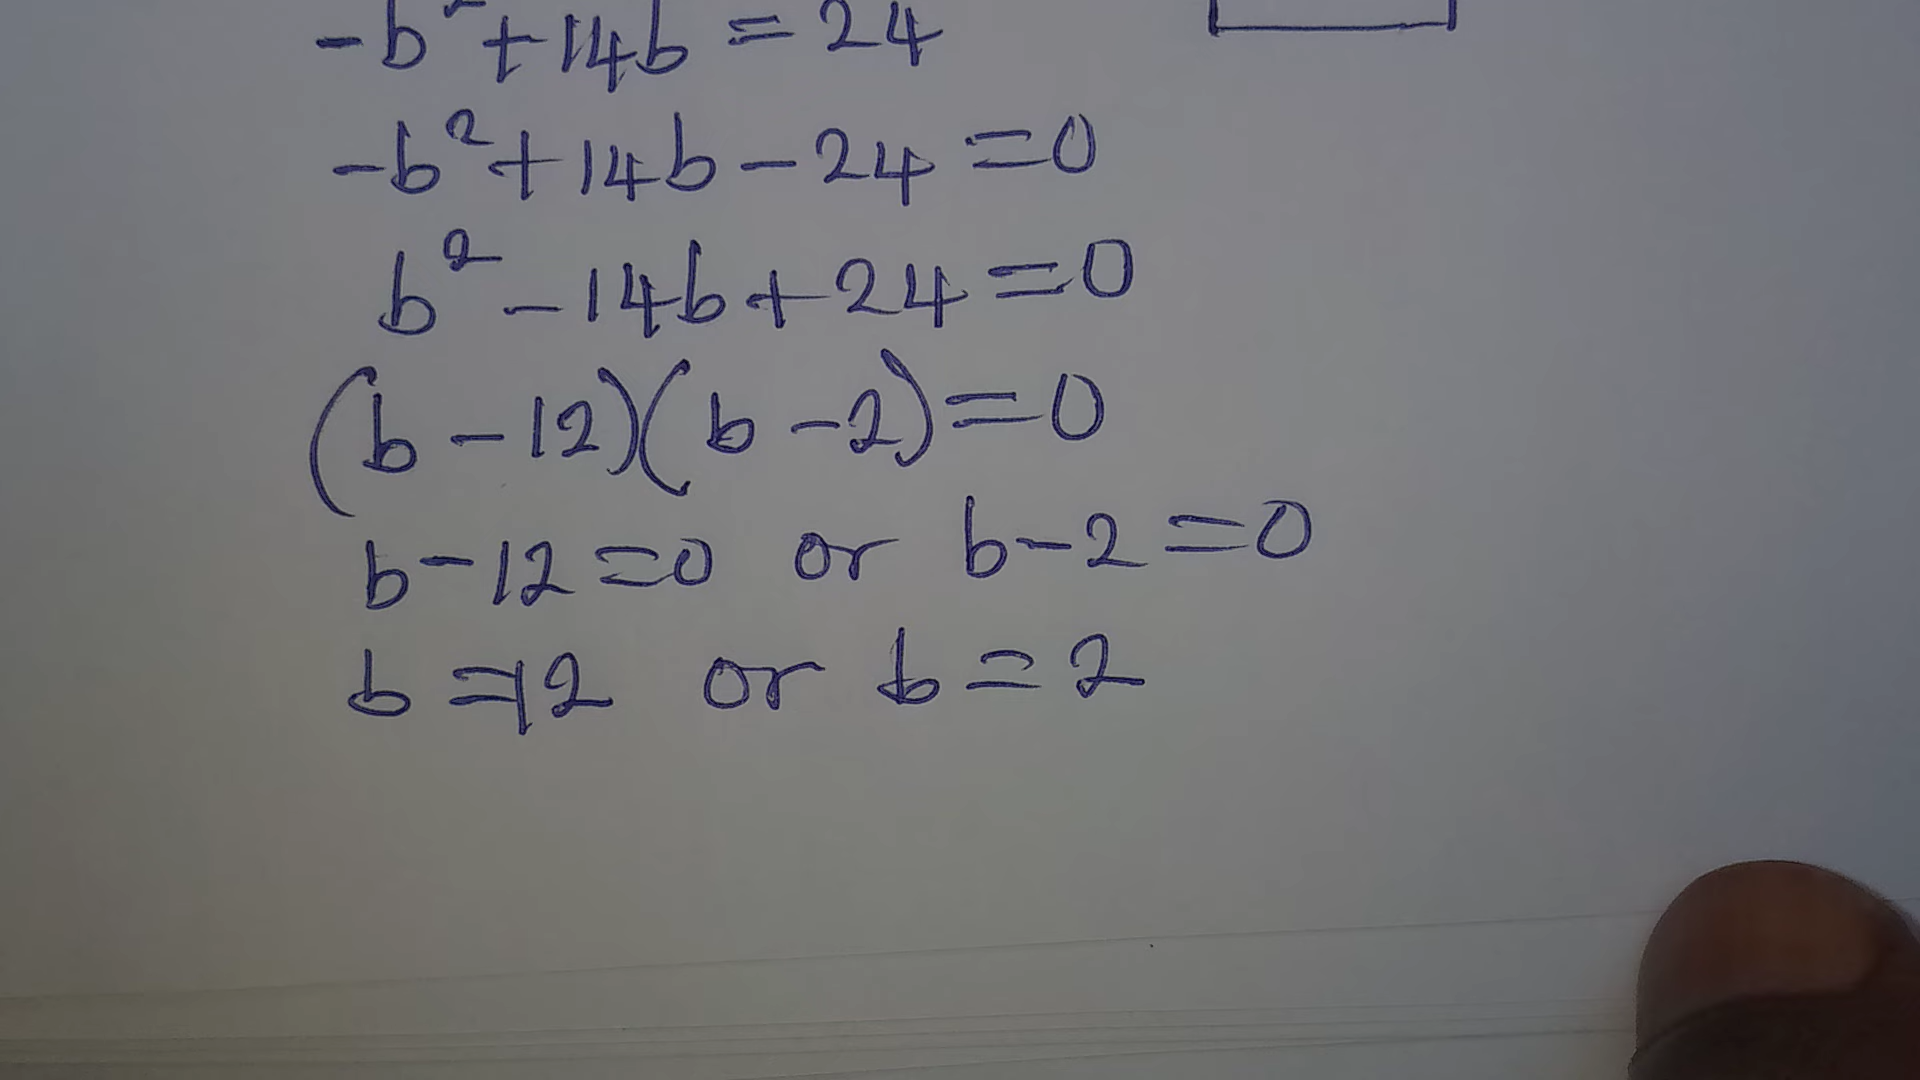 -b²+14b=24
-b²+14b-24=0
b²-14b+24=0
(b-12)(b-2)=0
b-12=0 or b-2=0
b=12 or b=2